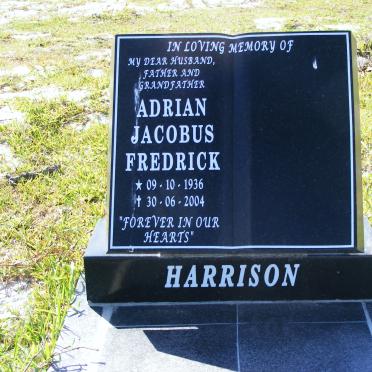 IN LOVING MEMORY OF
MY DEAR HUSBAND,
FATHER AND
GRANDFATHER
ADRIAN
JACOBUS
FREDRICK
★ 09 - 10 - 1936
✝ 30 - 06 - 2004
"FOREVER IN OUR
HEARTS"
HARRISON